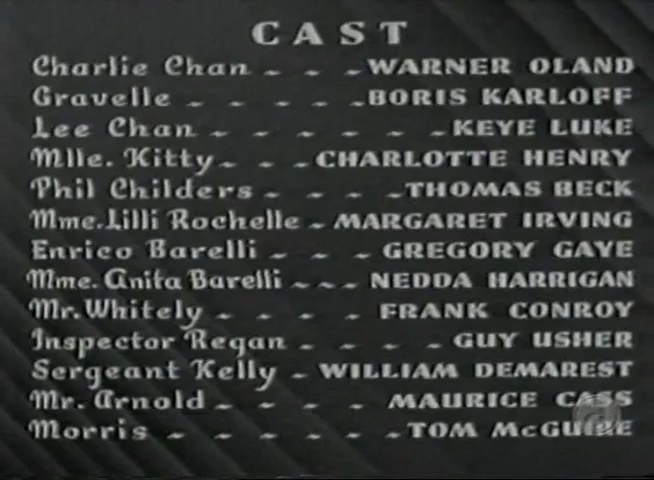 CAST
Charlie Chan ~ ~ ~WARNER OLAND
Gravelle ~ ~ ~ ~ ~BORIS KARLOFF
Lee Chan ~ ~ ~ ~ ~ ~KEYE LUKE
Mlle. Kitty~ ~ ~CHARLOTTE HENRY
Phil Childers ~ ~ ~ ~THOMAS BECK
Mme.Lilli Rochelle ~ MARGARET IRVING
Enrico Barelli ~ ~ ~ GREGORY GAYE
Mme. Anita Barelli ~~~ NEDDA HARRIGAN
Mr. Whitely ~ ~ ~ ~ FRANK CONROY
Inspector Regan ~ ~ ~ ~ GUY USHER
Sergeant Kelly ~ WILLIAM DEMAREST
Mr. Arnold ~ ~ ~ ~ MAURICE CASS
Morris ~ ~ ~ ~ ~ ~TOM McGUIRE